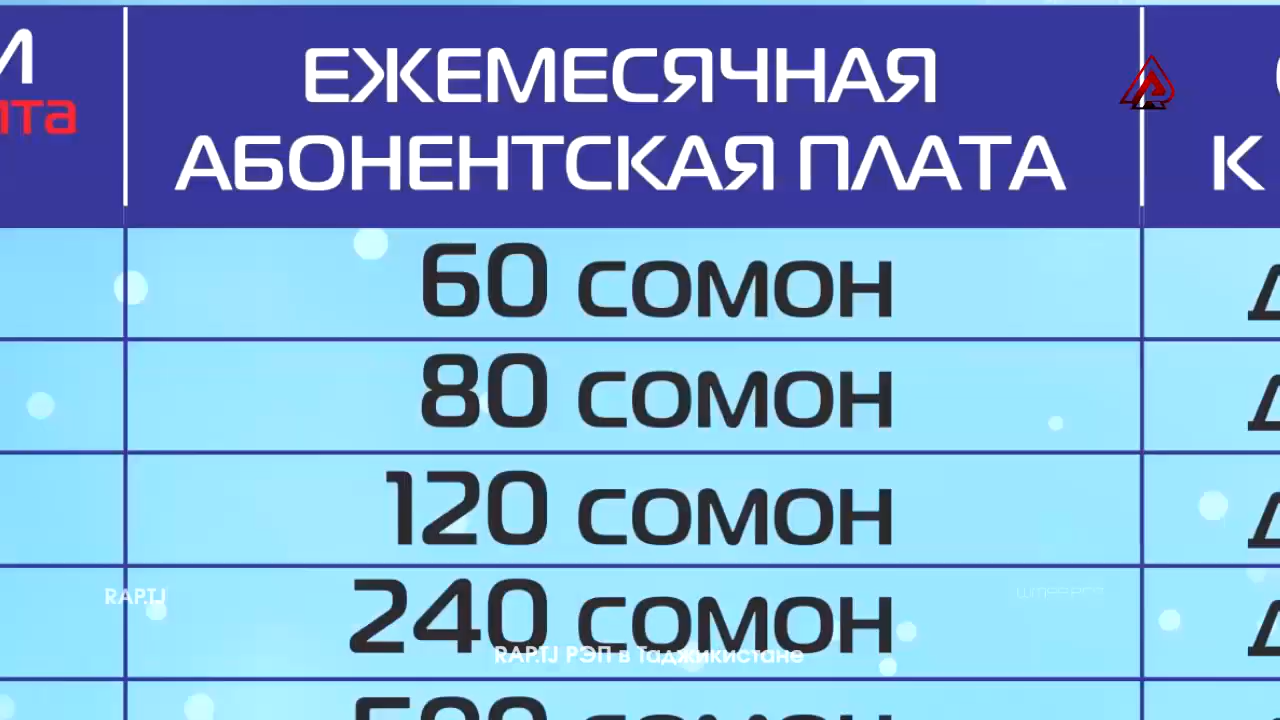 ЕЖЕМЕСЯЧНАЯ
АБОНЕНТСКАЯ ПЛАТА
К
60 СОМОН
80 СОМОН
120 СОМОН
240 СОМОН
RAP.TJ
RAP.TJ РЭП в Таджикистане